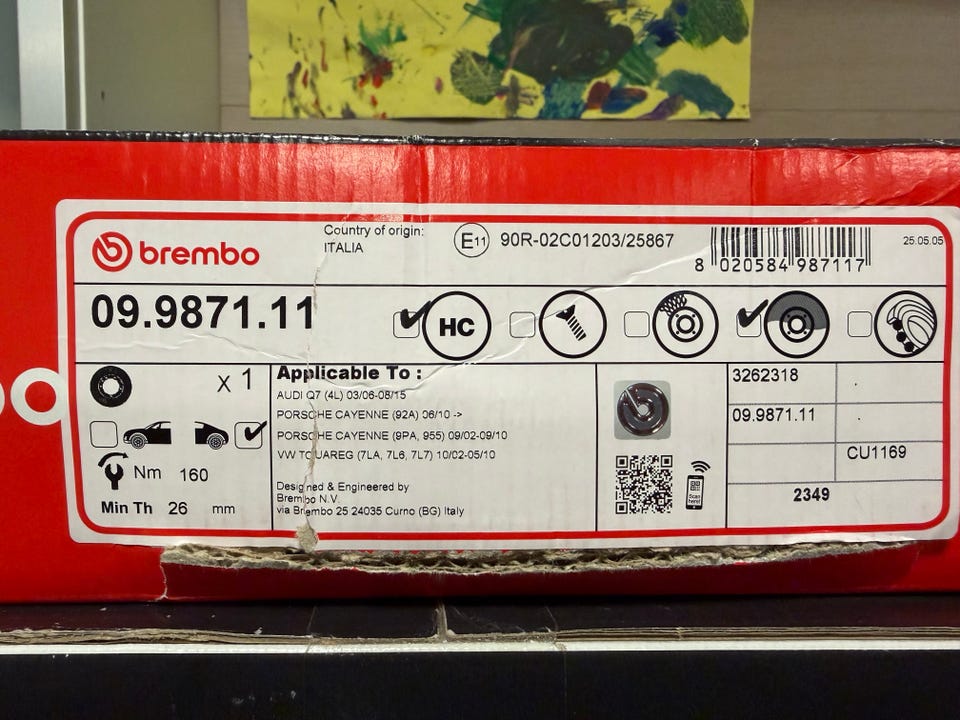 brembo
Country of origin:
ITALIA
E11 90R-02C01203/25867
8 020584 987117
25.05.05
09.9871.11
HC
x 1
Nm 160
Min Th 26 mm
Applicable To :
AUDI Q7 (4L) 03/06-08/15
PORSCHE CAYENNE (92A) 06/10 ->
PORSCHE CAYENNE (9PA, 955) 09/02-09/10
VW TOUAREG (7LA, 7L6, 7L7) 10/02-05/10
Designed & Engineered by
Brembo N.V.
via Brembo 25 24035 Curno (BG) Italy
Scan
here!
3262318 .
09.9871.11 .
CU1169
2349
o